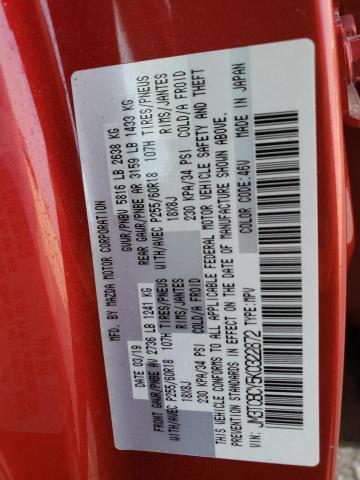 MFD. BY MAZDA MOTOR CORPORATION
GVWR/PNBV 5816 LB 2638 KG
DATE: 03/19
FRONT GAWR/PNBE AV 2736 LB 1241 KG REAR GAWR/PNBE AR 3159 LB 1433 KG
WITH/AVEC P255/60R18 107H TIRES/PNEUS WITH/AVEC P255/60R18 107H TIRES/PNEUS
18X8J RIMS/JANTES 18X8J RIMS/JANTES
230 KPA/34 PSI COLD/A FROID 230 KPA/34 PSI COLD/A FROID
THIS VEHICLE CONFORMS TO ALL APPLICABLE FEDERAL MOTOR VEHICLE SAFETY AND THEFT
PREVENTION STANDARDS IN EFFECT ON THE DATE OF MANUFACTURE SHOWN ABOVE.
TYPE: MPV COLOR CODE: 46V MADE IN JAPAN
VIN: